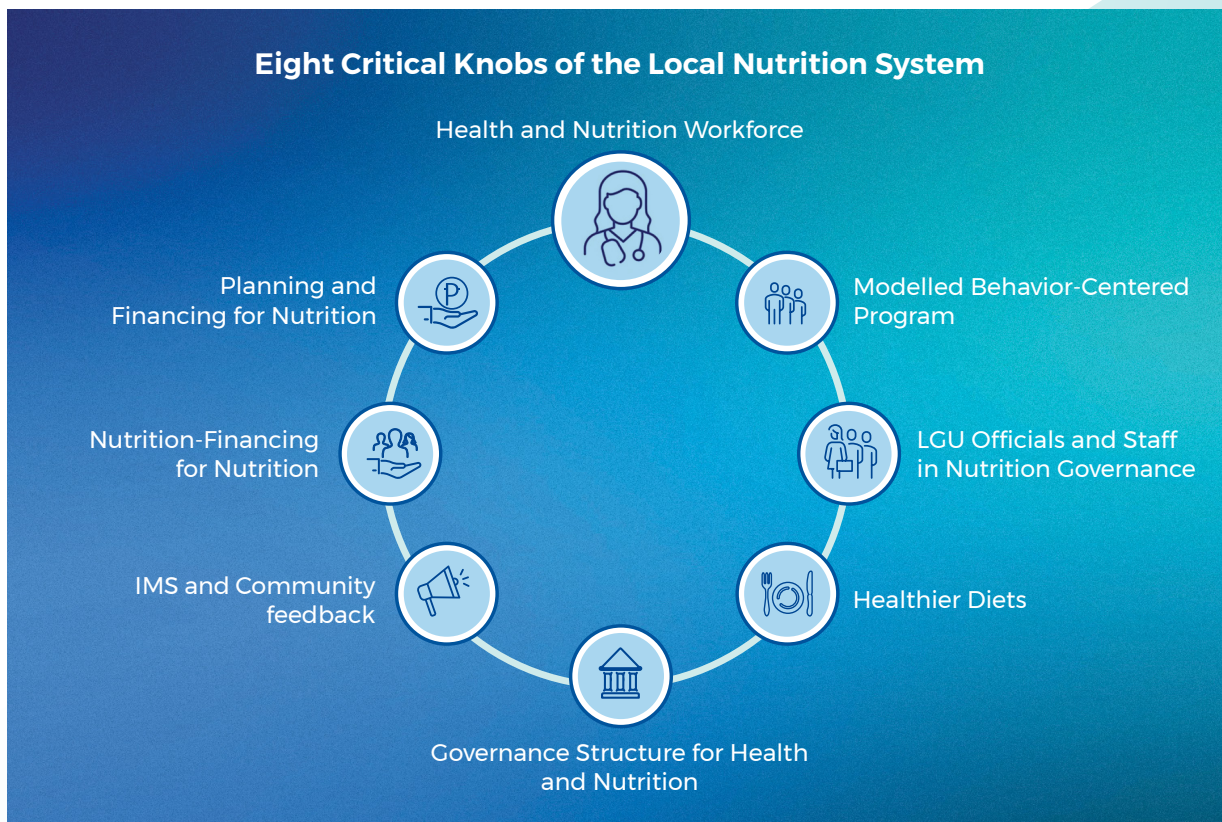 Eight Critical Knobs of the Local Nutrition System
Health and Nutrition Workforce
Planning and
Financing for Nutrition
Modelled Behavior-Centered
Program
Nutrition-Financing
for Nutrition
LGU Officials and Staff
in Nutrition Governance
IMS and Community
feedback
Healthier Diets
Governance Structure for Health
and Nutrition